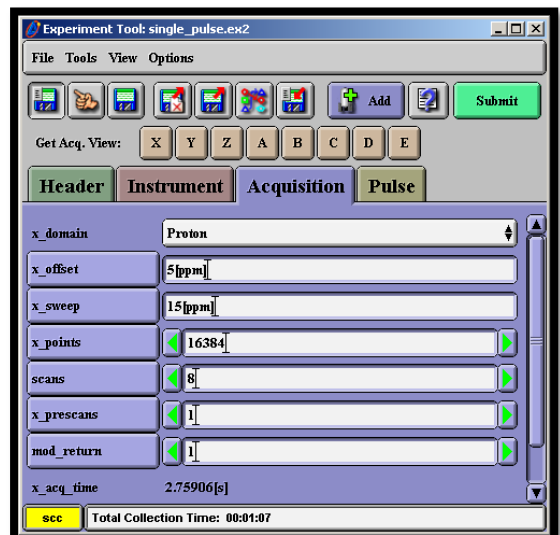 Experiment Tool: single_pulse.ex2
File Tools View Options
Add Submit
Get Acq. View: X Y Z A B C D E
Header Instrument Acquisition Pulse
x_domain Proton
x_offset 5[ppm]
x_sweep 15[ppm]
x_points 16384
scans 8
x_prescans 1
mod_return 1
x_acq_time 2.75906[s]
scc Total Collection Time: 00:01:07